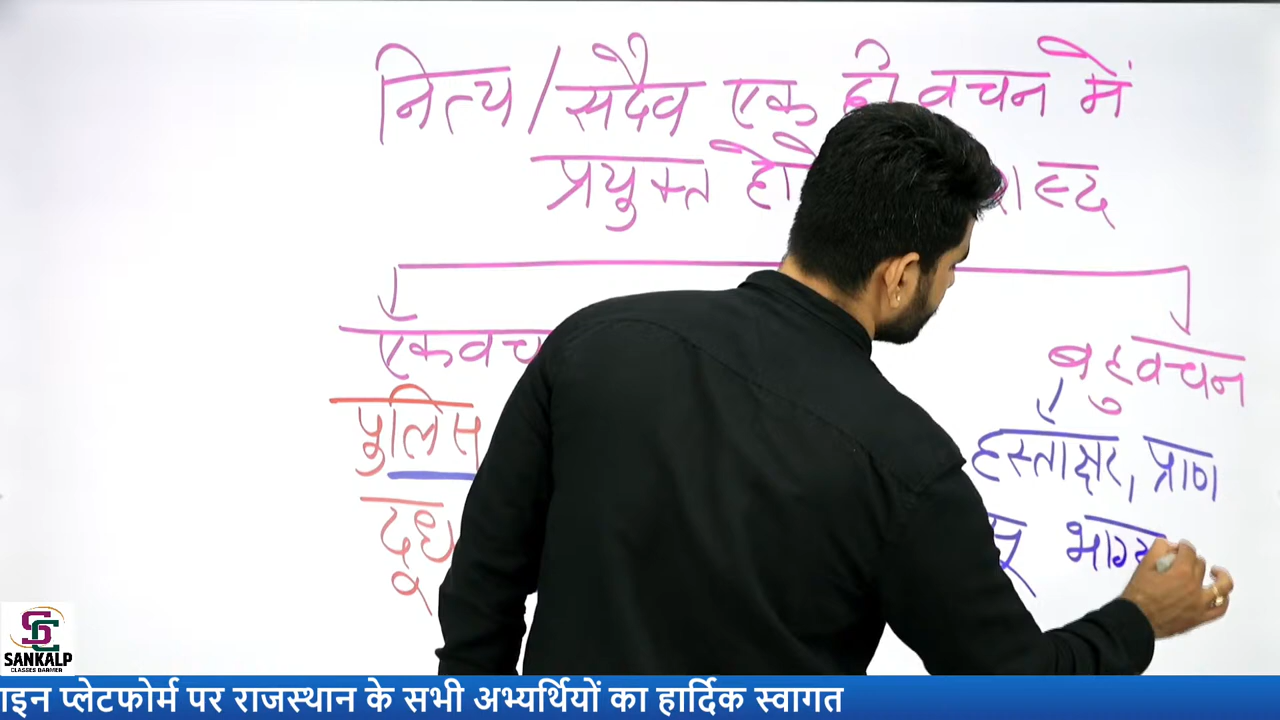 नित्य/सदैव एक ही वचन में
प्रयुक्त
एकवच
बहुवचन
पुलिस
हस्ताक्षर, प्राण
दूध
भाग्य
SANKALP
CLASSES BARMER
इन प्लेटफोर्म पर राजस्थान के सभी अभ्यर्थियों का हार्दिक स्वागत